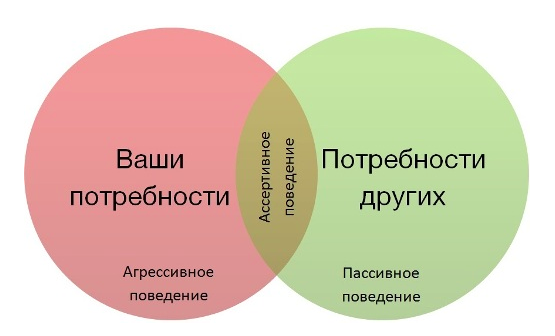 Ваши
потребности
Ассертивное
поведение
Потребности
других
Агрессивное
поведение
Пассивное
поведение